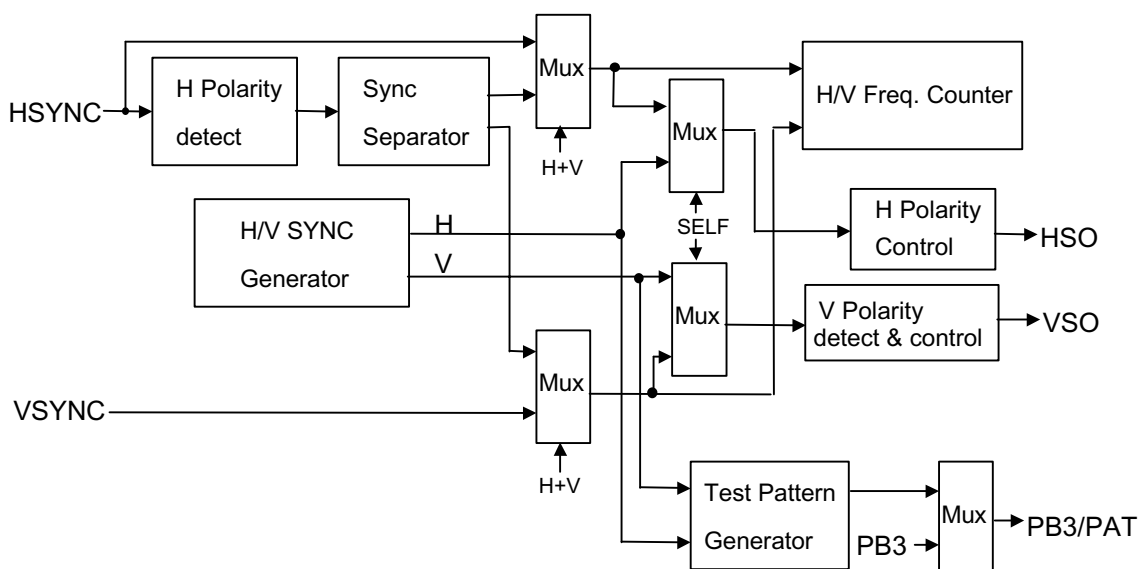 HSYNC
H Polarity
detect
Sync
Separator
Mux
H+V
Mux
H/V Freq. Counter
H/V SYNC
Generator
H
V
SELF
H Polarity
Control
HSO
Mux
V Polarity
detect & control
VSO
VSYNC
Mux
H+V
Test Pattern
Generator
PB3
Mux
PB3/PAT